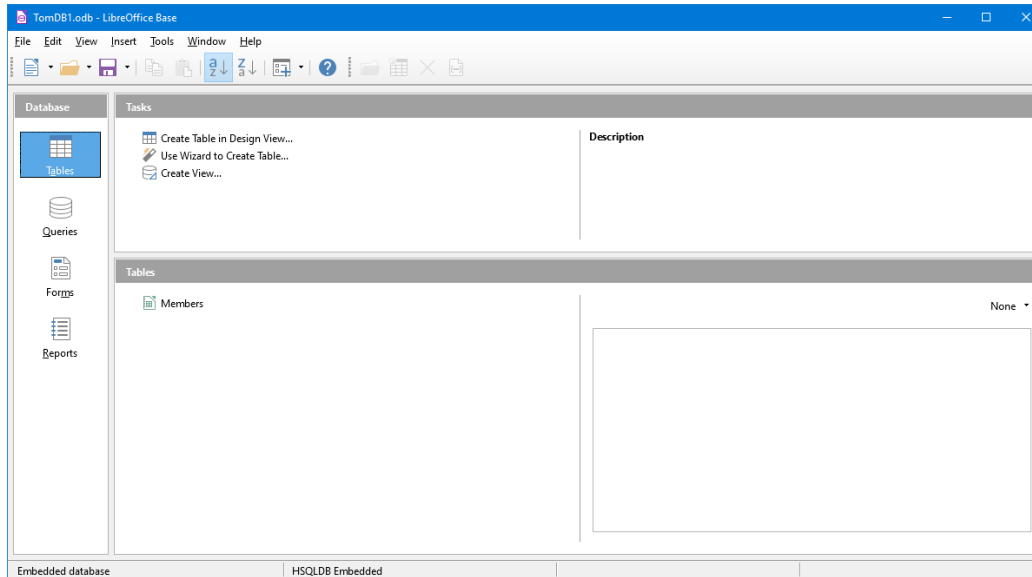 TomDB1.odb - LibreOffice Base
File Edit View Insert Tools Window Help
Database
Tables
Queries
Forms
Reports
Tasks
Create Table in Design View...
Use Wizard to Create Table...
Create View...
Description
Tables
Members
None
Embedded database
HSQLDB Embedded